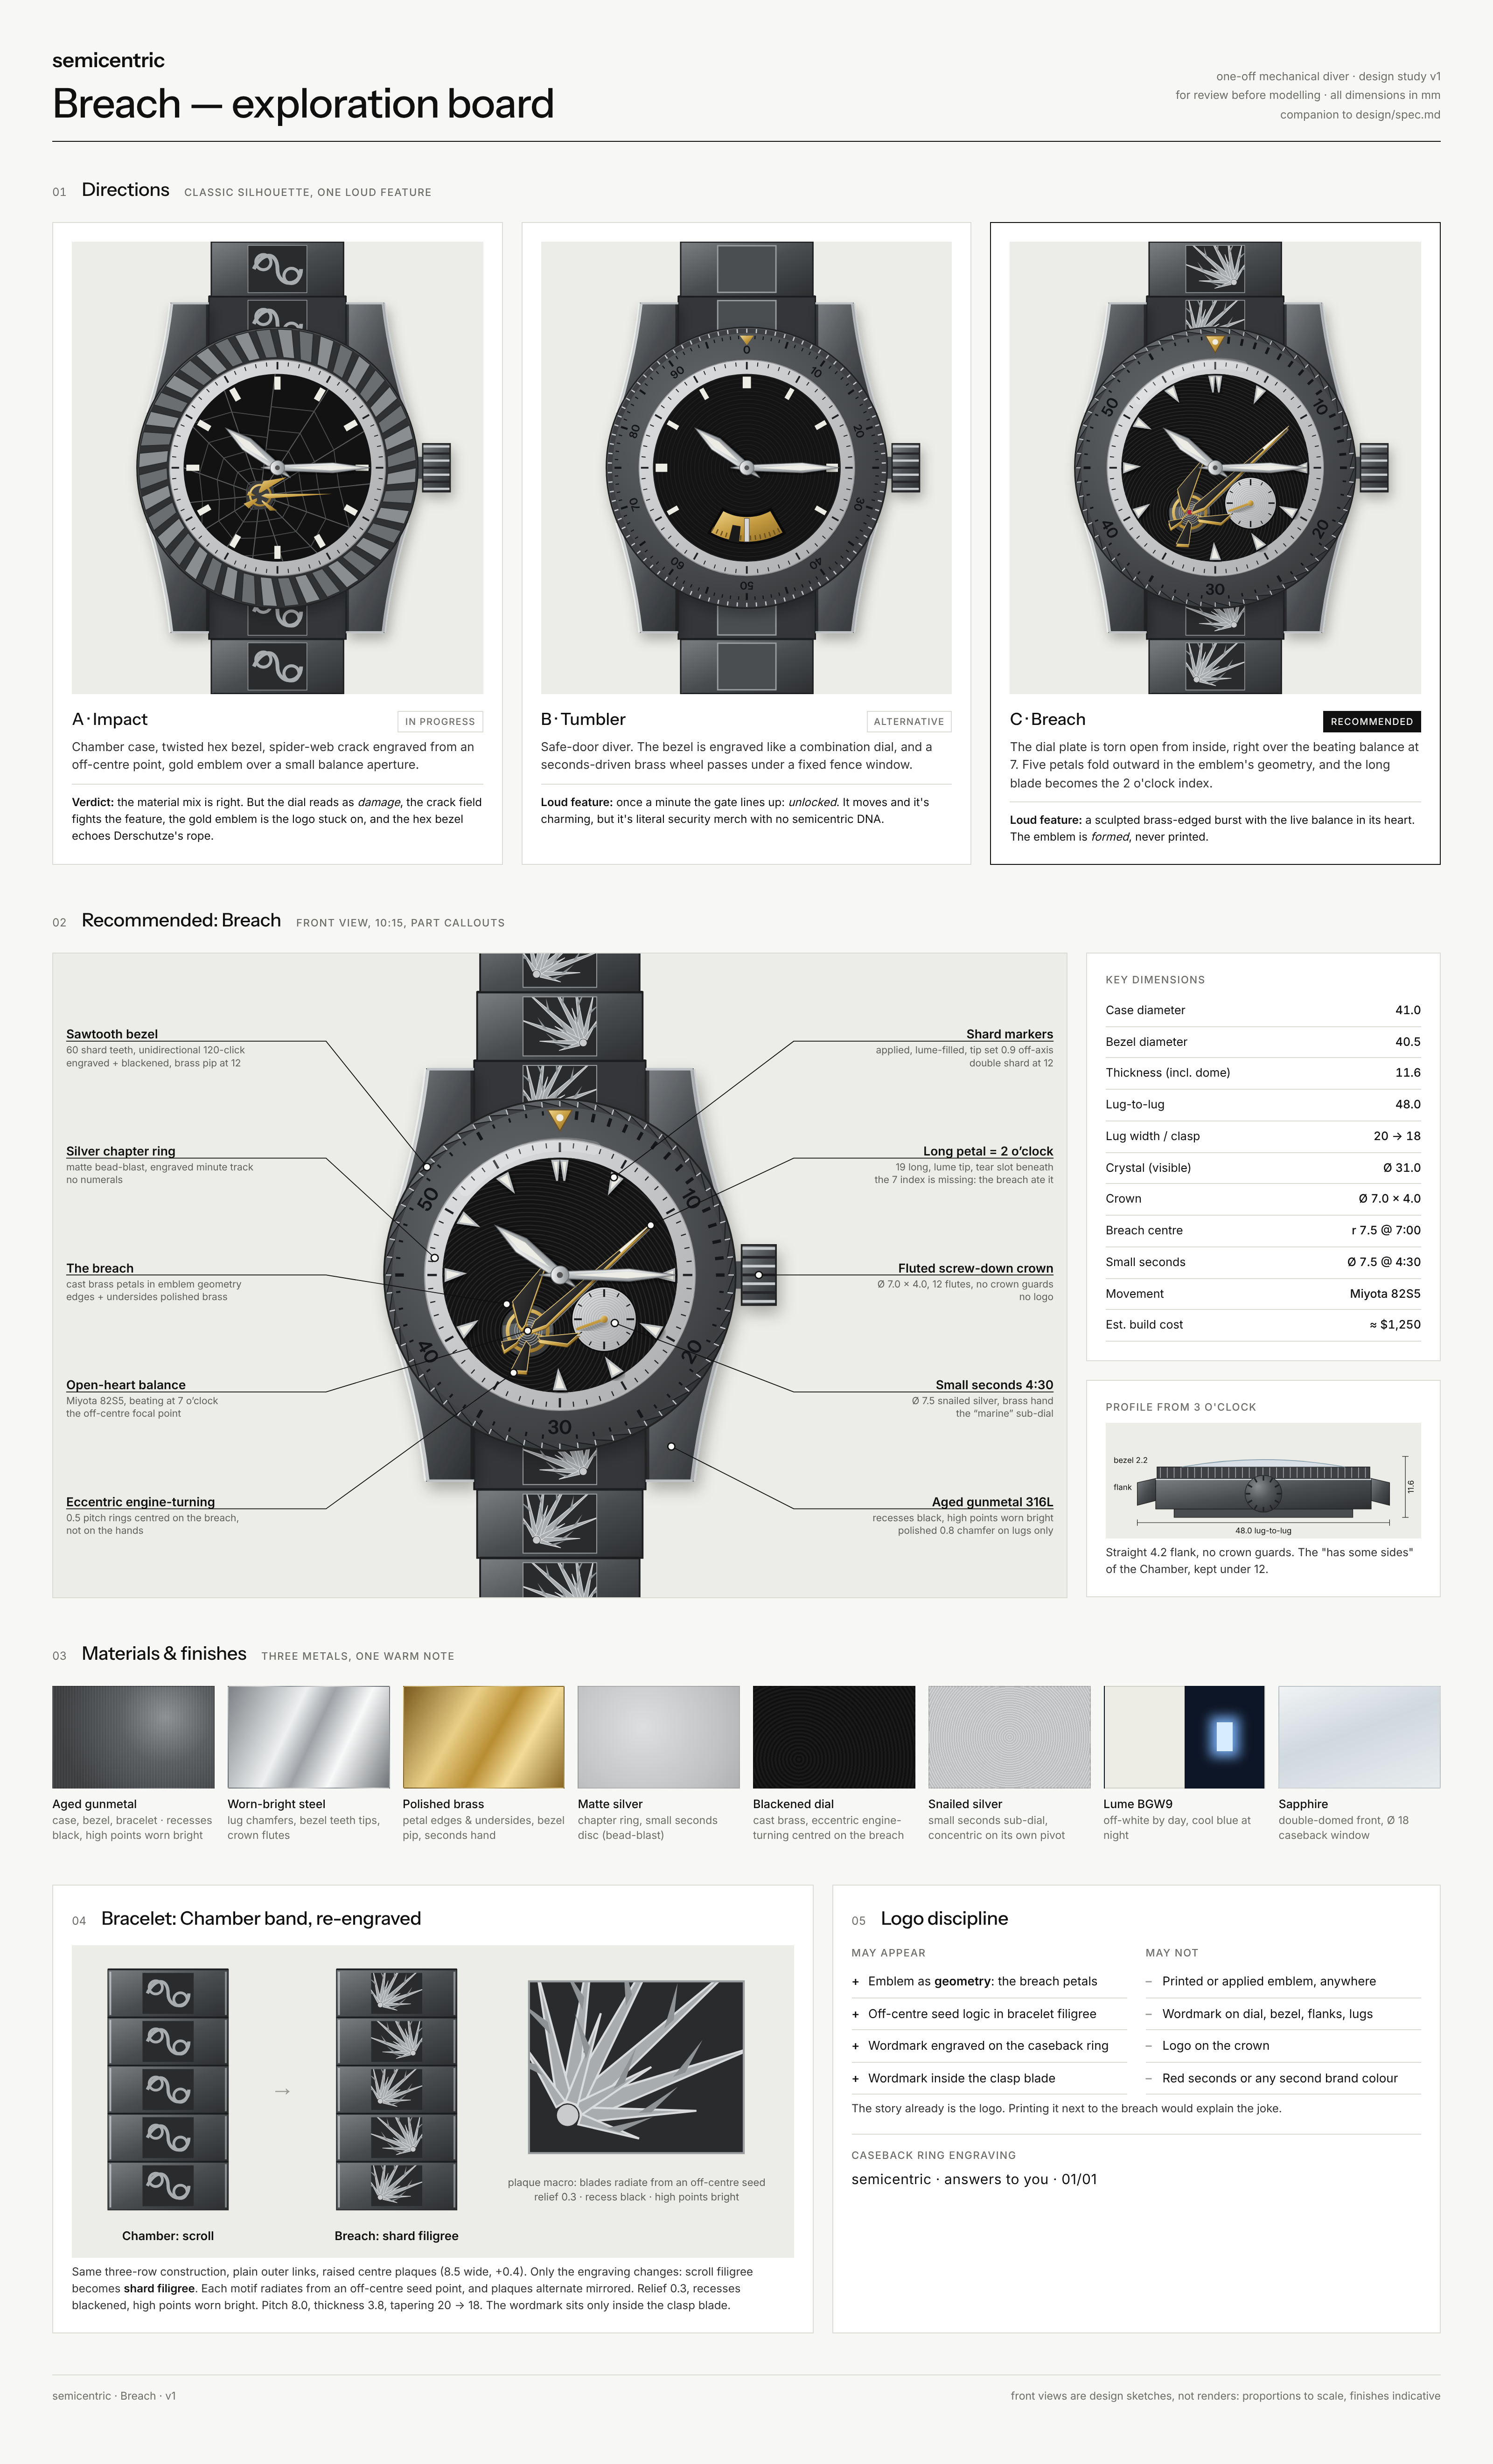 semicentric
Breach — exploration board
one-off mechanical diver · design study v1
for review before modelling · all dimensions in mm
companion to design/spec.md
01 Directions CLASSIC SILHOUETTE, ONE LOUD FEATURE
0
10
20
30
40
50
60
70
80
90
10
20
30
40
50
A · Impact
IN PROGRESS
Chamber case, twisted hex bezel, spider-web crack engraved from an
off-centre point, gold emblem over a small balance aperture.
Verdict: the material mix is right. But the dial reads as damage, the crack field
fights the feature, the gold emblem is the logo stuck on, and the hex bezel
echoes Derschutze's rope.
B · Tumbler
ALTERNATIVE
Safe-door diver. The bezel is engraved like a combination dial, and a
seconds-driven brass wheel passes under a fixed fence window.
Loud feature: once a minute the gate lines up: unlocked. It moves and it's
charming, but it's literal security merch with no semicentric DNA.
C · Breach
RECOMMENDED
The dial plate is torn open from inside, right over the beating balance at
7. Five petals fold outward in the emblem's geometry, and the long
blade becomes the 2 o'clock index.
Loud feature: a sculpted brass-edged burst with the live balance in its heart.
The emblem is formed, never printed.
02 Recommended: Breach FRONT VIEW, 10:15, PART CALLOUTS
Sawtooth bezel
60 shard teeth, unidirectional 120-click
engraved + blackened, brass pip at 12
Silver chapter ring
matte bead-blast, engraved minute track
no numerals
The breach
cast brass petals in emblem geometry
edges + undersides polished brass
Open-heart balance
Miyota 82S5, beating at 7 o'clock
the off-centre focal point
Eccentric engine-turning
0.5 pitch rings centred on the breach,
not on the hands
10
20
30
40
50
Shard markers
applied, lume-filled, tip set 0.9 off-axis
double shard at 12
Long petal = 2 o'clock
19 long, lume tip, tear slot beneath
the 7 index is missing: the breach ate it
Fluted screw-down crown
Ø 7.0 × 4.0, 12 flutes, no crown guards
no logo
Small seconds 4:30
Ø 7.5 snailed silver, brass hand
the “marine” sub-dial
Aged gunmetal 316L
recesses black, high points worn bright
polished 0.8 chamfer on lugs only
KEY DIMENSIONS
Case diameter 41.0
Bezel diameter 40.5
Thickness (incl. dome) 11.6
Lug-to-lug 48.0
Lug width / clasp 20 → 18
Crystal (visible) Ø 31.0
Crown Ø 7.0 × 4.0
Breach centre r 7.5 @ 7:00
Small seconds Ø 7.5 @ 4:30
Movement Miyota 82S5
Est. build cost ≈ $1,250
PROFILE FROM 3 O'CLOCK
bezel 2.2
flank
11.6
48.0 lug-to-lug
Straight 4.2 flank, no crown guards. The "has some sides"
of the Chamber, kept under 12.
03 Materials & finishes THREE METALS, ONE WARM NOTE
Aged gunmetal
case, bezel, bracelet · recesses
black, high points worn bright
Worn-bright steel
lug chamfers, bezel teeth tips,
crown flutes
Polished brass
petal edges & undersides, bezel
pip, seconds hand
Matte silver
chapter ring, small seconds
disc (bead-blast)
Blackened dial
cast brass, eccentric engine-
turning centred on the breach
Snailed silver
small seconds sub-dial,
concentric on its own pivot
Lume BGW9
off-white by day, cool blue at
night
Sapphire
double-domed front, Ø 18
caseback window
04 Bracelet: Chamber band, re-engraved
→
plaque macro: blades radiate from an off-centre seed
relief 0.3 · recess black · high points bright
Chamber: scroll
Breach: shard filigree
Same three-row construction, plain outer links, raised centre plaques (8.5 wide, +0.4). Only the engraving changes: scroll filigree
becomes shard filigree. Each motif radiates from an off-centre seed point, and plaques alternate mirrored. Relief 0.3, recesses
blackened, high points worn bright. Pitch 8.0, thickness 3.8, tapering 20 → 18. The wordmark sits only inside the clasp blade.
05 Logo discipline
MAY APPEAR
+ Emblem as geometry: the breach petals
+ Off-centre seed logic in bracelet filigree
+ Wordmark engraved on the caseback ring
+ Wordmark inside the clasp blade
MAY NOT
– Printed or applied emblem, anywhere
– Wordmark on dial, bezel, flanks, lugs
– Logo on the crown
– Red seconds or any second brand colour
The story already is the logo. Printing it next to the breach would explain the joke.
CASEBACK RING ENGRAVING
semicentric · answers to you · 01/01
semicentric · Breach · v1
front views are design sketches, not renders: proportions to scale, finishes indicative